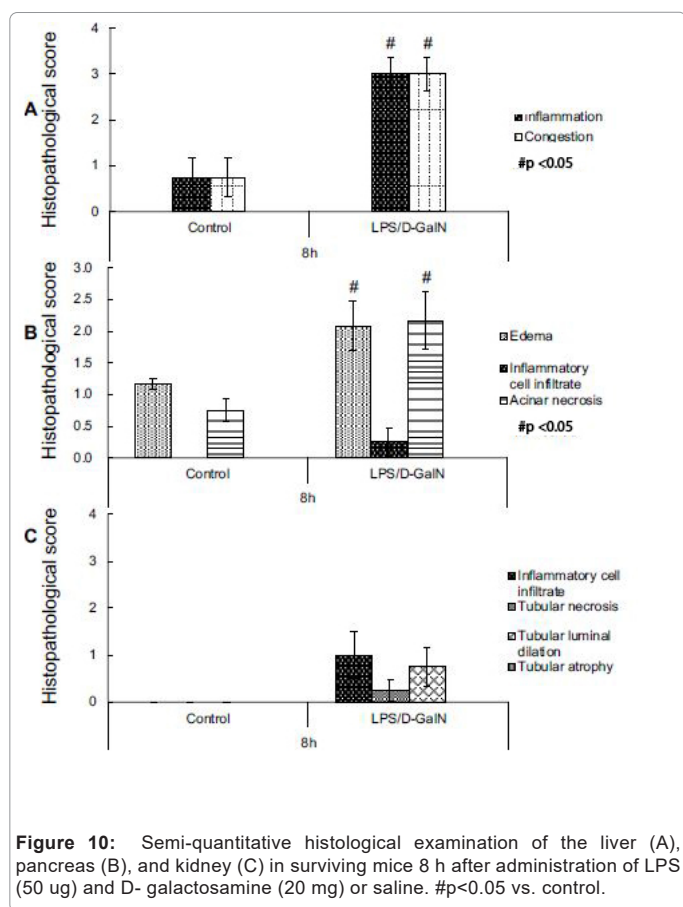 4
3
2
1
0
A
Histopathological score
# #
Inflammation
Congestion
#p <0.05
Control LPS/D-GalN
8h
3.0
2.5
2.0
1.5
1.0
0.5
0.0
B
Histopathological score
# #
Edema
Inflammatory
cell infiltrate
Acinar necrosis
#p <0.05
Control LPS/D-GalN
8h
4
3
2
1
0
C
Histopathological score
Inflammatory cell
infiltrate
Tubular necrosis
Tubular luminal
dilation
Tubular atrophy
Control LPS/D-GalN
8h
Figure 10: Semi-quantitative histological examination of the liver (A),
pancreas (B), and kidney (C) in surviving mice 8 h after administration of LPS
(50 ug) and D- galactosamine (20 mg) or saline. #p<0.05 vs. control.